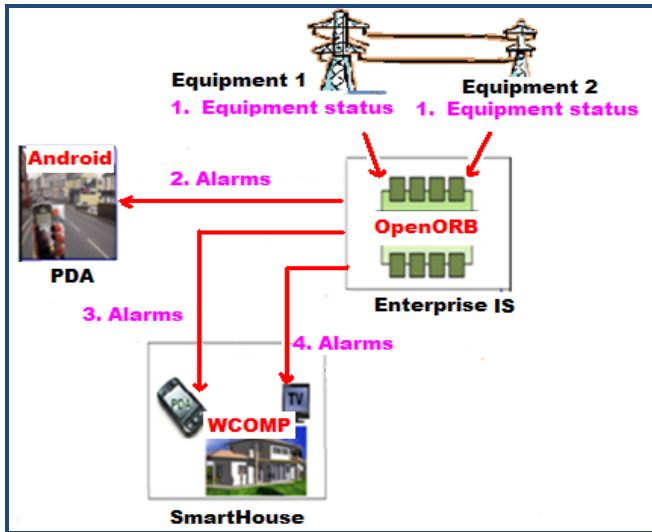 Equipment 1
1. Equipment status
Equipment 2
1. Equipment status
Android
2. Alarms
OpenORB
PDA
Enterprise IS
3. Alarms
4. Alarms
PDA
TV
WCOMP
SmartHouse